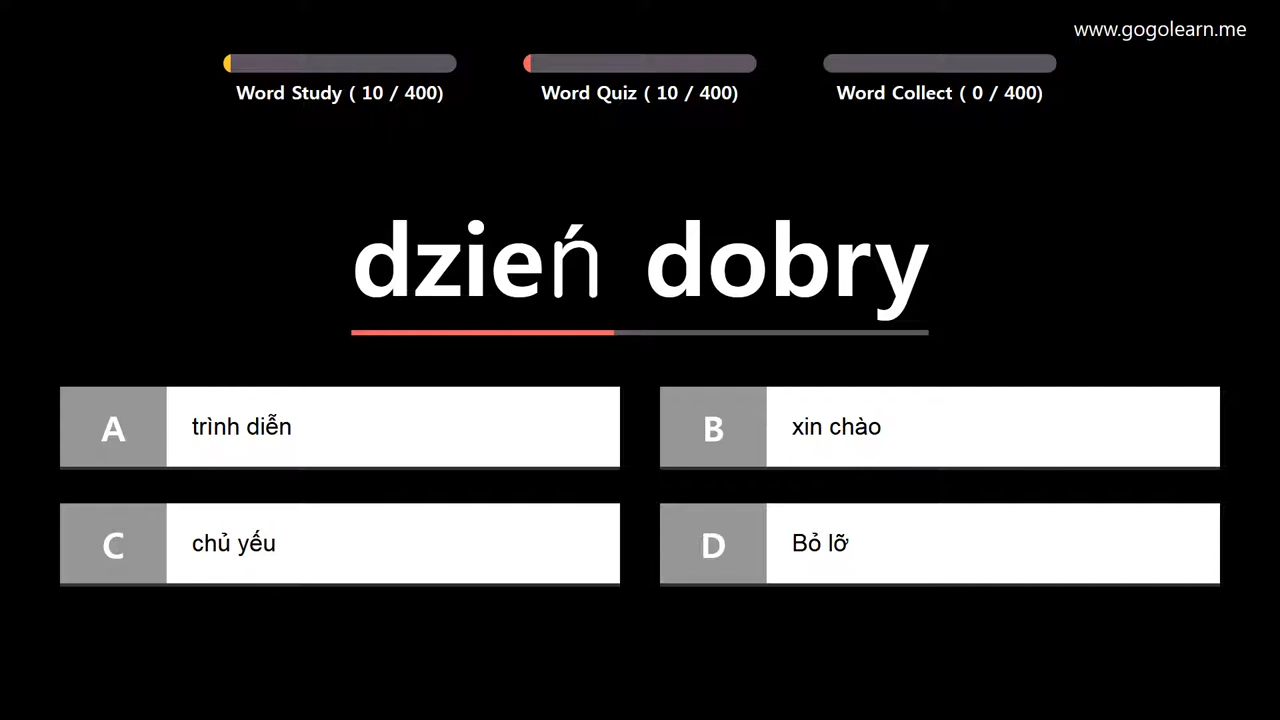 www.gogolearn.me
Word Study ( 10 / 400)
Word Quiz ( 10 / 400)
Word Collect ( 0 / 400)
dzień dobry
A
trình diễn
B
xin chào
C
chủ yếu
D
Bỏ lỡ